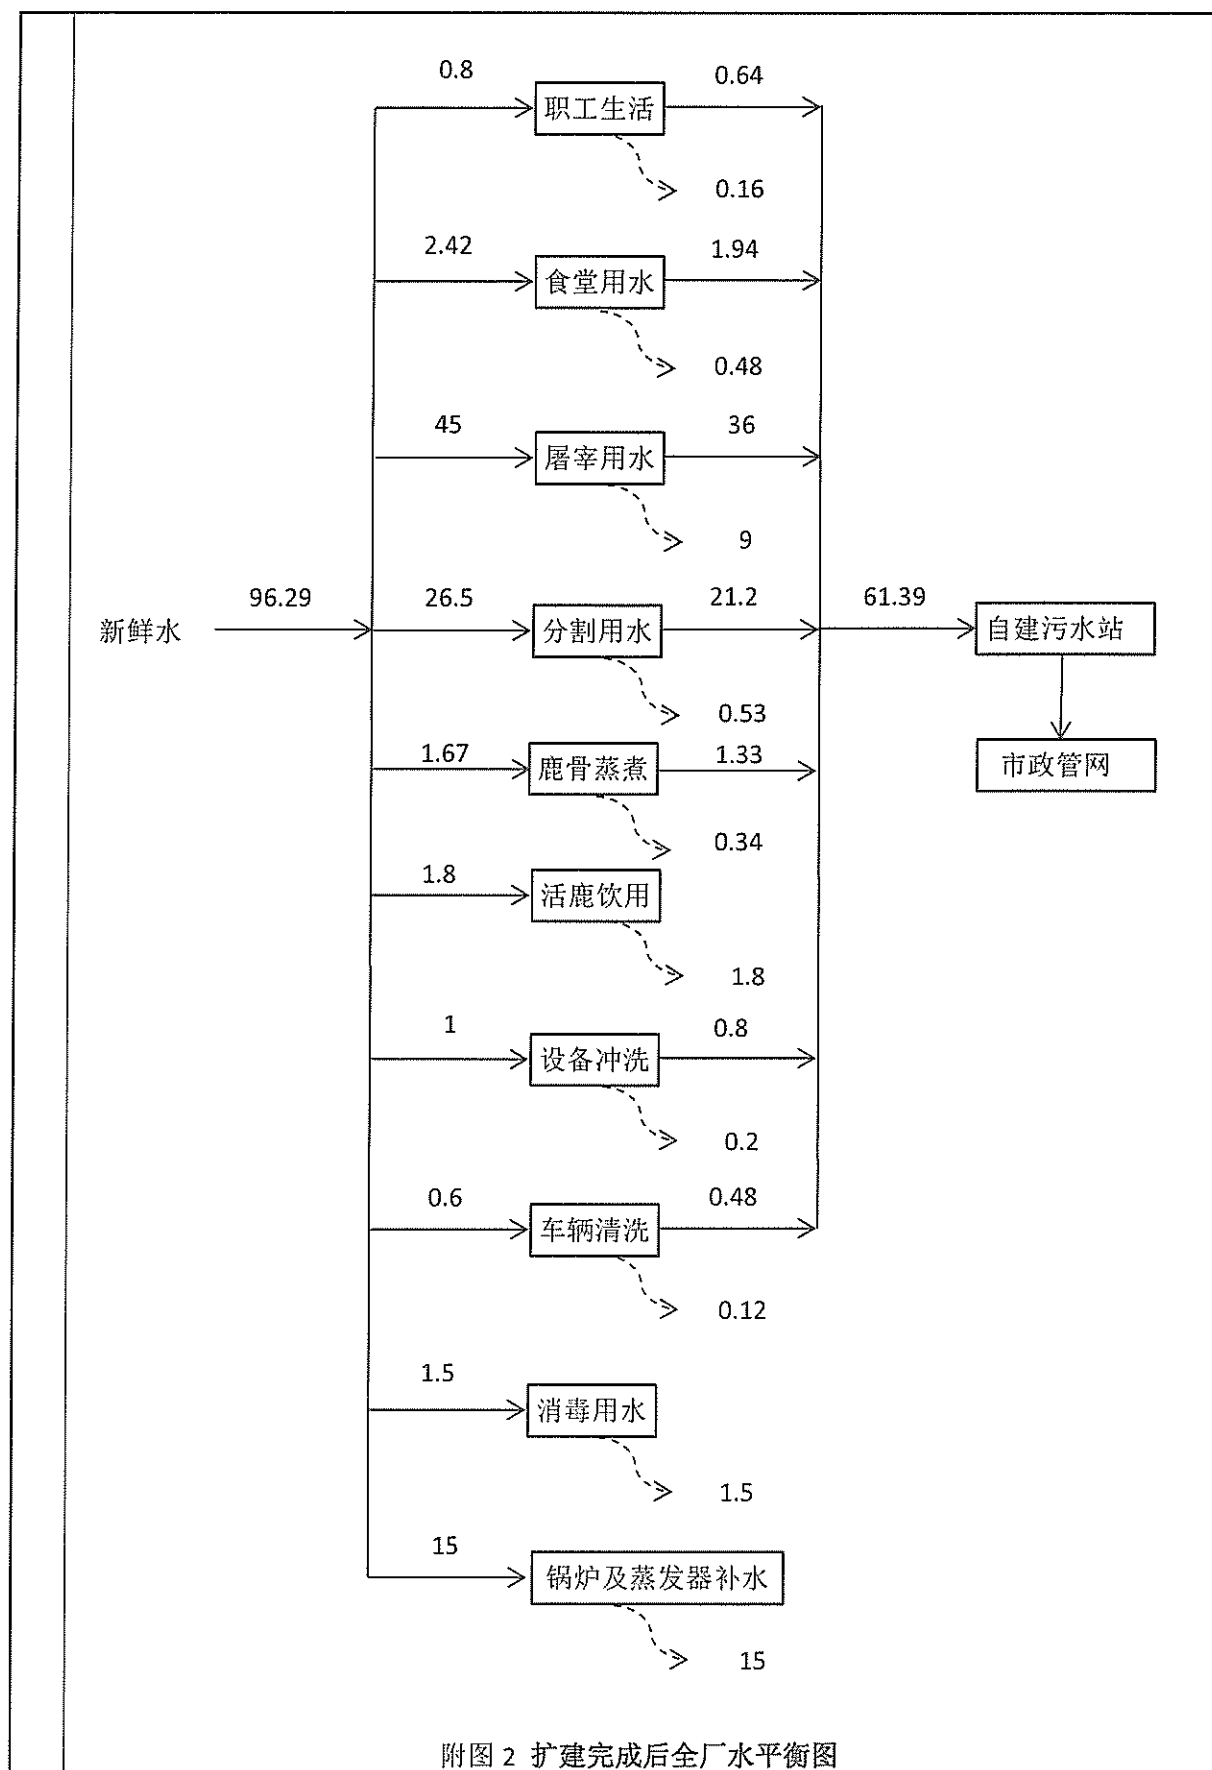 0.8 0.64
职工生活
0.16
2.42 1.94
食堂用水
0.48
45 36
屠宰用水
9
96.29 26.5 21.2 61.39
新鲜水 分割用水 自建污水站
0.53
1.67 鹿骨蒸煮 1.33 市政管网
0.34
1.8 活鹿饮用
1.8
1 0.8
设备冲洗
0.2
0.6 0.48
车辆清洗
0.12
1.5
消毒用水
1.5
15
锅炉及蒸发器补水
15
附图 2 扩建完成后全厂水平衡图